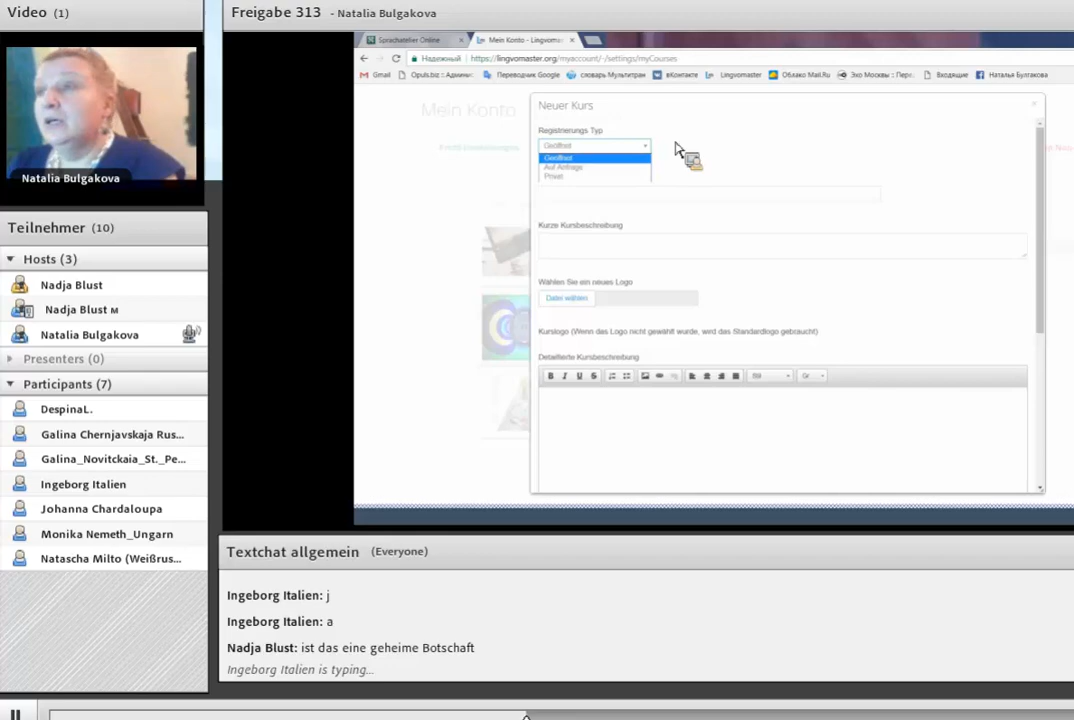 Video (1)
Freigabe 313 - Natalia Bulgakova
Sprachatelier Online
Mein Konto - Lingvomas
Надежный
https://lingvomaster.org/myaccount/-/settings/myCourses
Gmail
Opuls.biz :: Админис
Переводчик Google
словарь Мультитран
вКонтакте
Lingvomaster
Облако Mail.Ru
Эхо Москвы :: Перс
Входящие
Наталья Булгакова
Mein Konto
Neuer Kurs
Registrierungs Typ
Geöffnet
Geöffnet
Auf Anfrage
Privat
Natalia Bulgakova
Teilnehmer (10)
Hosts (3)
Nadja Blust
Nadja Blust м
Natalia Bulgakova
Presenters (0)
Participants (7)
DespinaL.
Galina Chernjavskaja Rus...
Galina_Novitckaia_St._Pe...
Ingeborg Italien
Johanna Chardaloupa
Monika Nemeth_Ungarn
Natascha Milto (Weißrus...
Kurze Kursbeschreibung
Wählen Sie ein neues Logo
Datei wählen
Kurslogo (Wenn das Logo nicht gewählt wurde, wird das Standardlogo gebraucht)
Detaillierte Kursbeschreibung
B I U S
Textchat allgemein (Everyone)
Ingeborg Italien: j
Ingeborg Italien: a
Nadja Blust: ist das eine geheime Botschaft
Ingeborg Italien is typing...